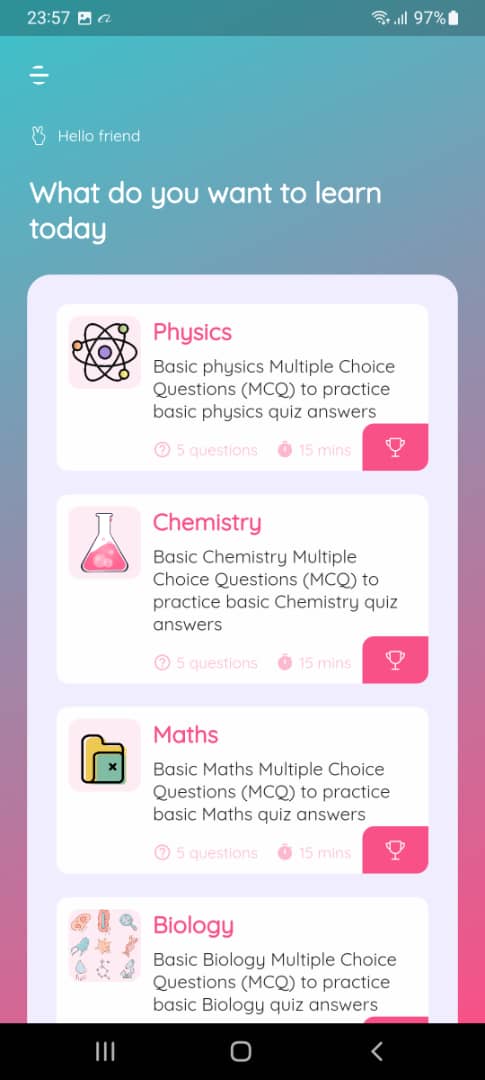 23:57 97%
Hello friend
What do you want to learn
today
Physics
Basic physics Multiple Choice
Questions (MCQ) to practice
basic physics quiz answers
5 questions 15 mins
Chemistry
Basic Chemistry Multiple
Choice Questions (MCQ) to
practice basic Chemistry quiz
answers
5 questions 15 mins
Maths
Basic Maths Multiple Choice
Questions (MCQ) to practice
basic Maths quiz answers
5 questions 15 mins
Biology
Basic Biology Multiple Choice
Questions (MCQ) to practice
basic Biology quiz answers